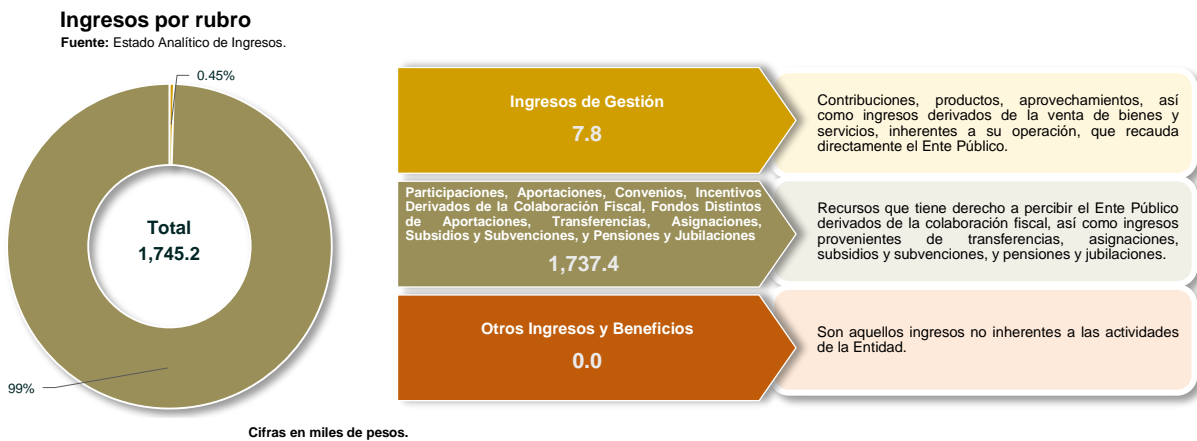 Ingresos por rubro
Fuente: Estado Analítico de Ingresos.
0.45%
Total
1,745.2
99%
Ingresos de Gestión
7.8
Contribuciones, productos, aprovechamientos, así
como ingresos derivados de la venta de bienes y
servicios, inherentes a su operación, que recauda
directamente el Ente Público.
Participaciones, Aportaciones, Convenios, Incentivos
Derivados de la Colaboración Fiscal, Fondos Distintos
de Aportaciones, Transferencias, Asignaciones,
Subsidios y Subvenciones, y Pensiones y Jubilaciones
1,737.4
Recursos que tiene derecho a percibir el Ente Público
derivados de la colaboración fiscal, así como ingresos
provenientes de transferencias, asignaciones,
subsidios y subvenciones, y pensiones y jubilaciones.
Otros Ingresos y Beneficios
0.0
Son aquellos ingresos no inherentes a las actividades
de la Entidad.
Cifras en miles de pesos.